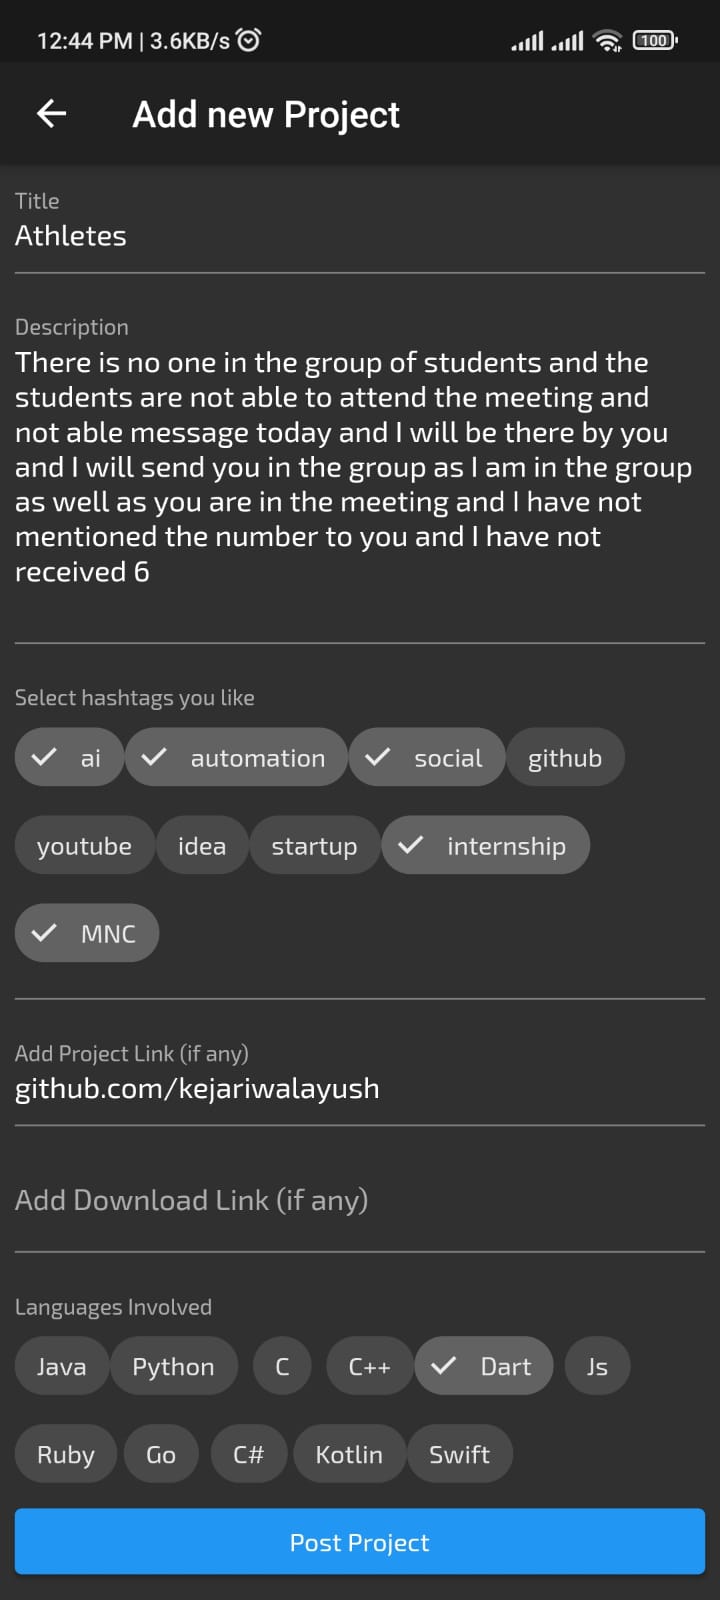 12:44 PM | 3.6KB/s 100
Add new Project
Title
Athletes
Description
There is no one in the group of students and the
students are not able to attend the meeting and
not able message today and I will be there by you
and I will send you in the group as I am in the group
as well as you are in the meeting and I have not
mentioned the number to you and I have not
received 6
Select hashtags you like
ai automation social github
youtube idea startup internship
MNC
Add Project Link (if any)
github.com/kejariwalayush
Add Download Link (if any)
Languages Involved
Java Python C C++ Dart Js
Ruby Go C# Kotlin Swift
Post Project